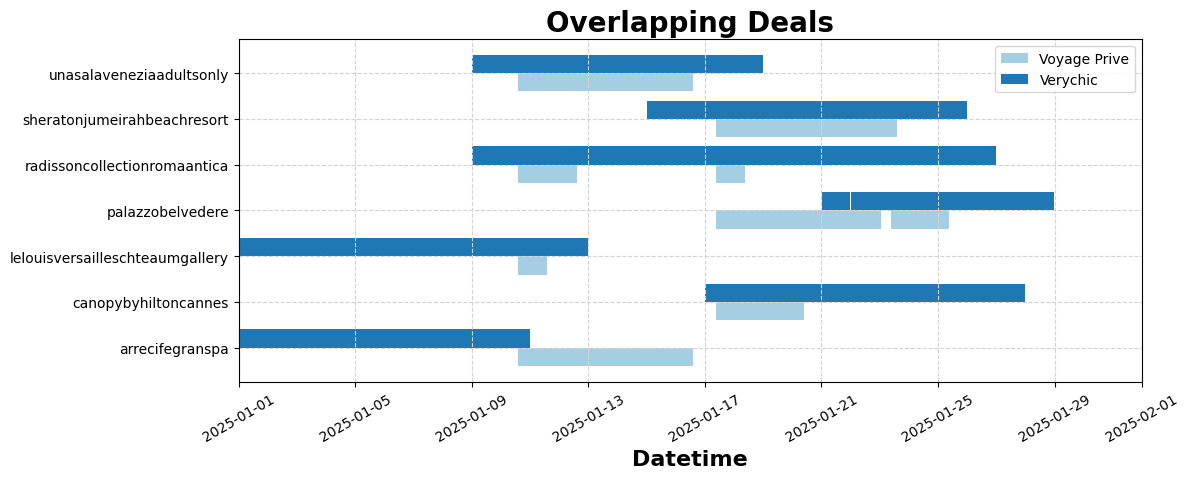 Overlapping Deals
Voyage Prive
Verychic
unasalaveneziaadultsonly
sheratonjumeirahbeachresort
radissoncollectionromaantica
palazzobelvedere
lelouisversailleschteaumgallery
canopybyhiltoncannes
arrecifegranspa
2025-01-01
2025-01-05
2025-01-09
2025-01-13
2025-01-17
2025-01-21
2025-01-25
2025-01-29
2025-02-01
Datetime